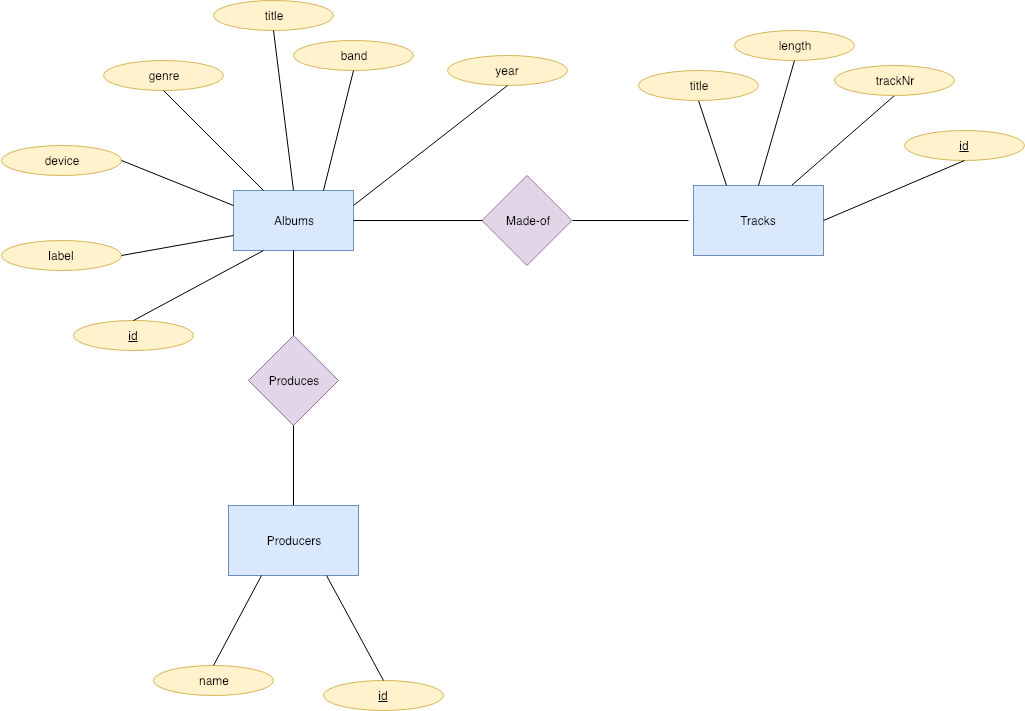 title
length
band
year
genre
trackNr
title
id
device
Albums
Made-of
Tracks
label
id
Produces
Producers
name
id